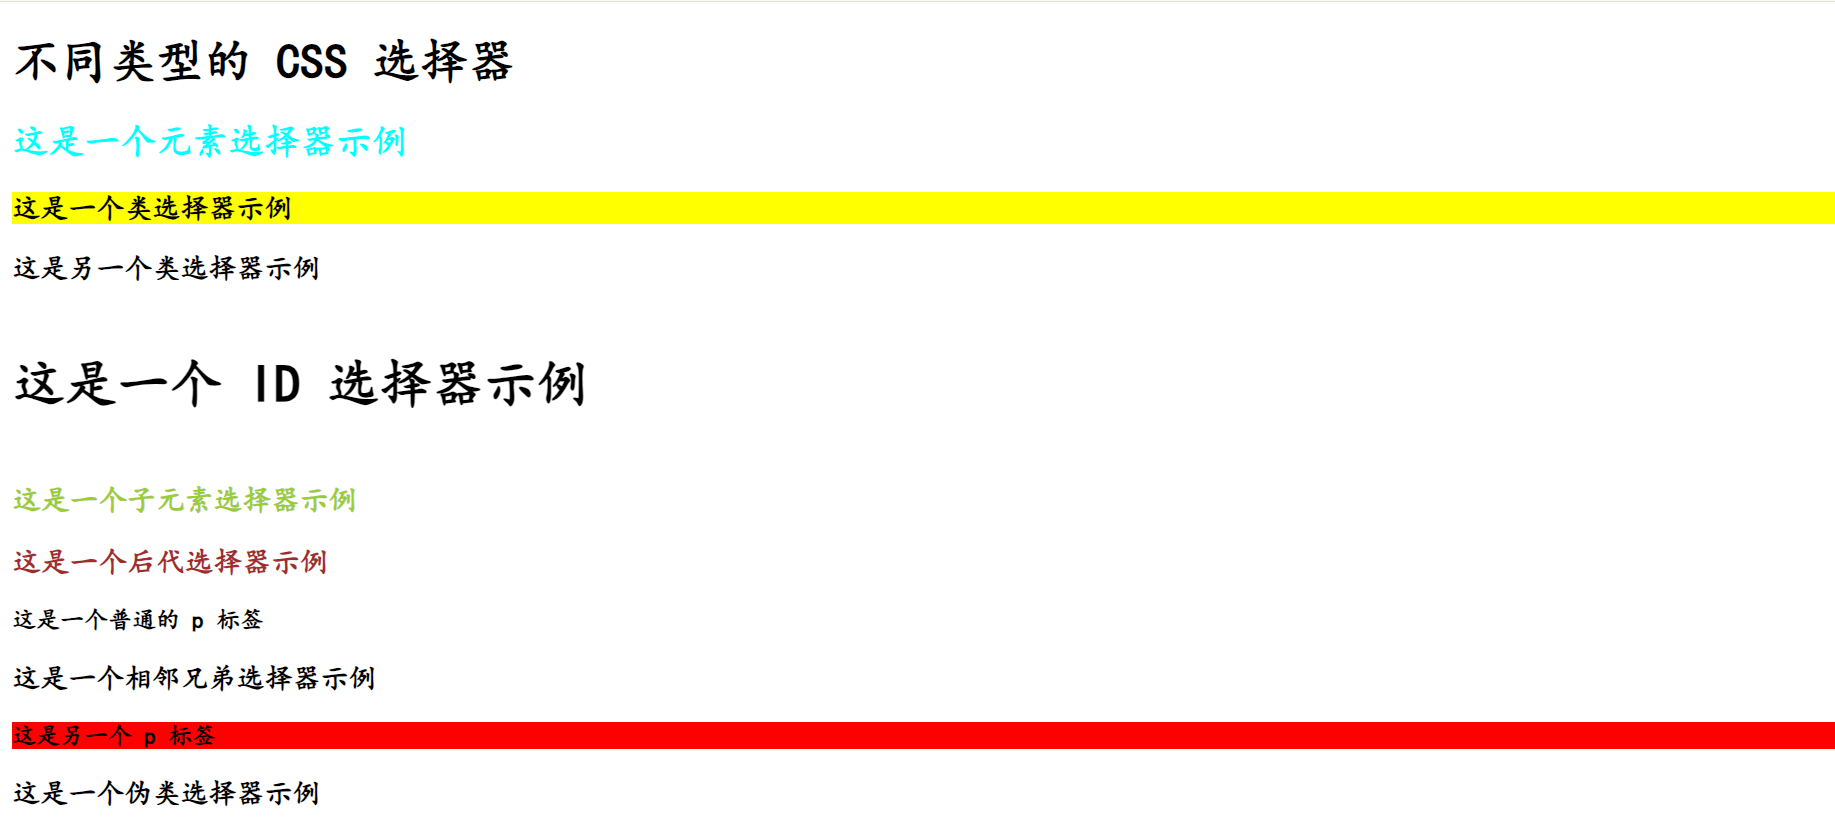 不同类型的 CSS 选择器
这是一个元素选择器示例
这是一个类选择器示例
这是另一个类选择器示例
这是一个 ID 选择器示例
这是一个子元素选择器示例
这是一个后代选择器示例
这是一个普通的 p 标签
这是一个相邻兄弟选择器示例
这是另一个 p 标签
这是一个伪类选择器示例